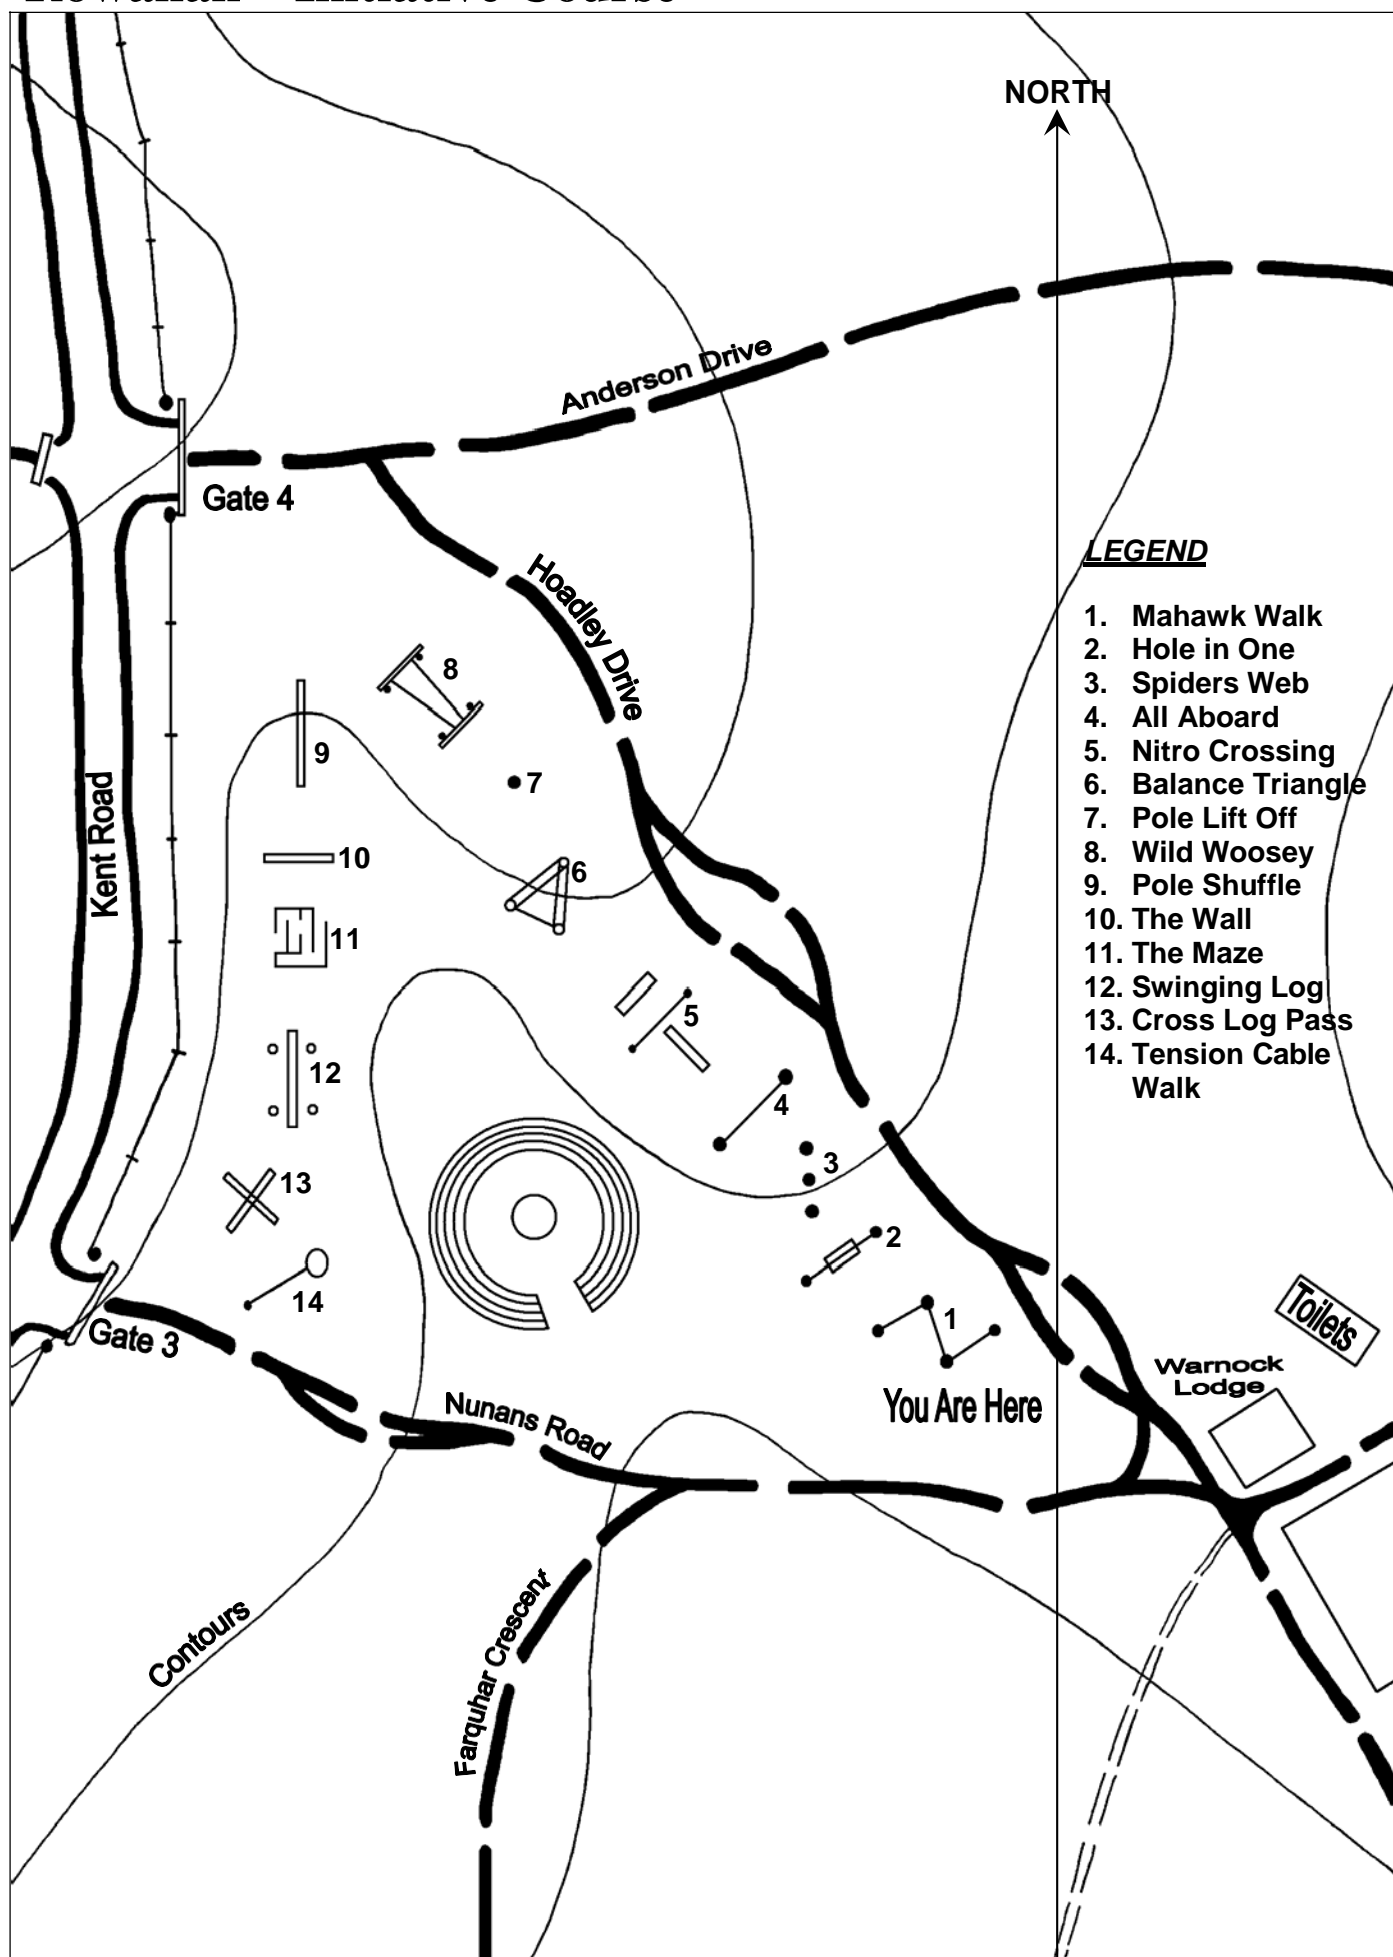 NORTH
Anderson Drive
Gate 4
Hoadley Drive
LEGEND
1. Mahawk Walk
2. Hole in One
3. Spiders Web
4. All Aboard
5. Nitro Crossing
6. Balance Triangle
7. Pole Lift Off
8. Wild Woosey
9. Pole Shuffle
10. The Wall
11. The Maze
12. Swinging Log
13. Cross Log Pass
14. Tension Cable
Walk
8
9
7
Kent Road
10
6
11
5
12
4
3
13
2
14
1
Gate 3
Toilets
Warnock
Lodge
You Are Here
Nunans Road
Farquhar Crescent
Contours